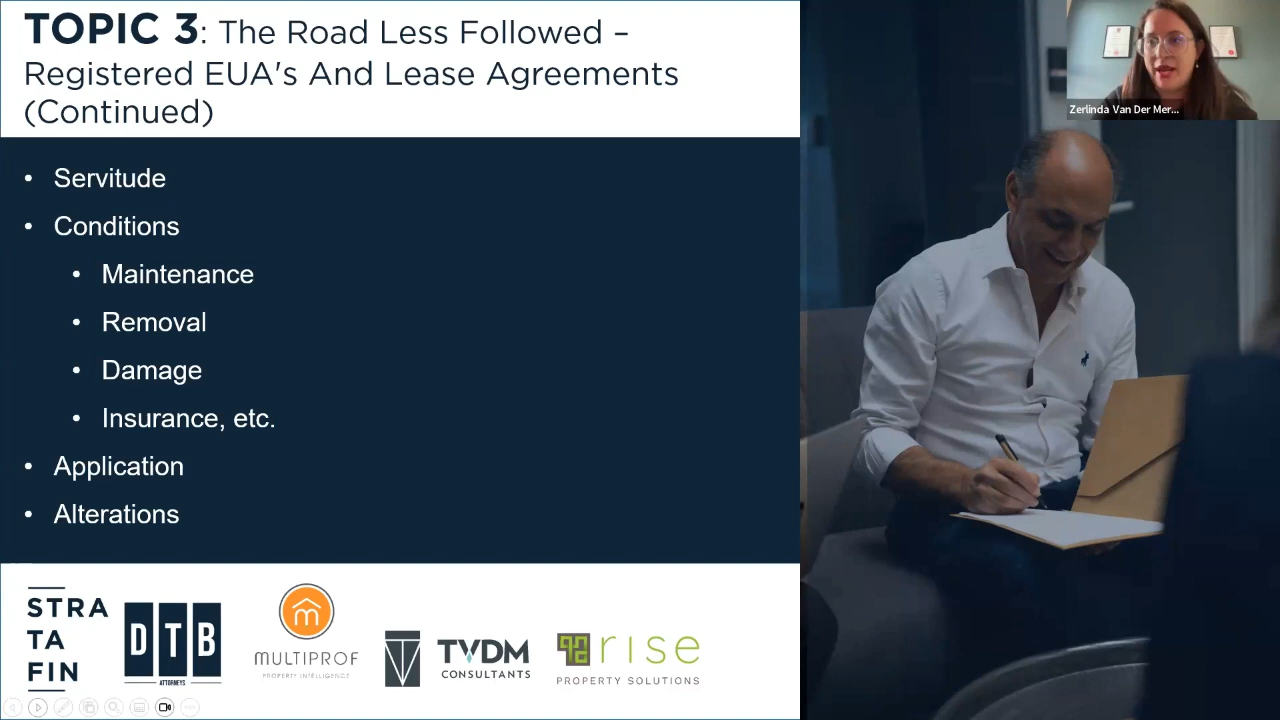 TOPIC 3: The Road Less Followed –
Registered EUA's And Lease Agreements
(Continued)
Zerlinda Van Der Mer...
• Servitude
• Conditions
• Maintenance
• Removal
• Damage
• Insurance, etc.
• Application
• Alterations
STRA
TA
FIN
DTB
ATTORNEYS
MULTIPROF
PROPERTY INTELLIGENCE
TVDM
CONSULTANTS
rise
PROPERTY SOLUTIONS